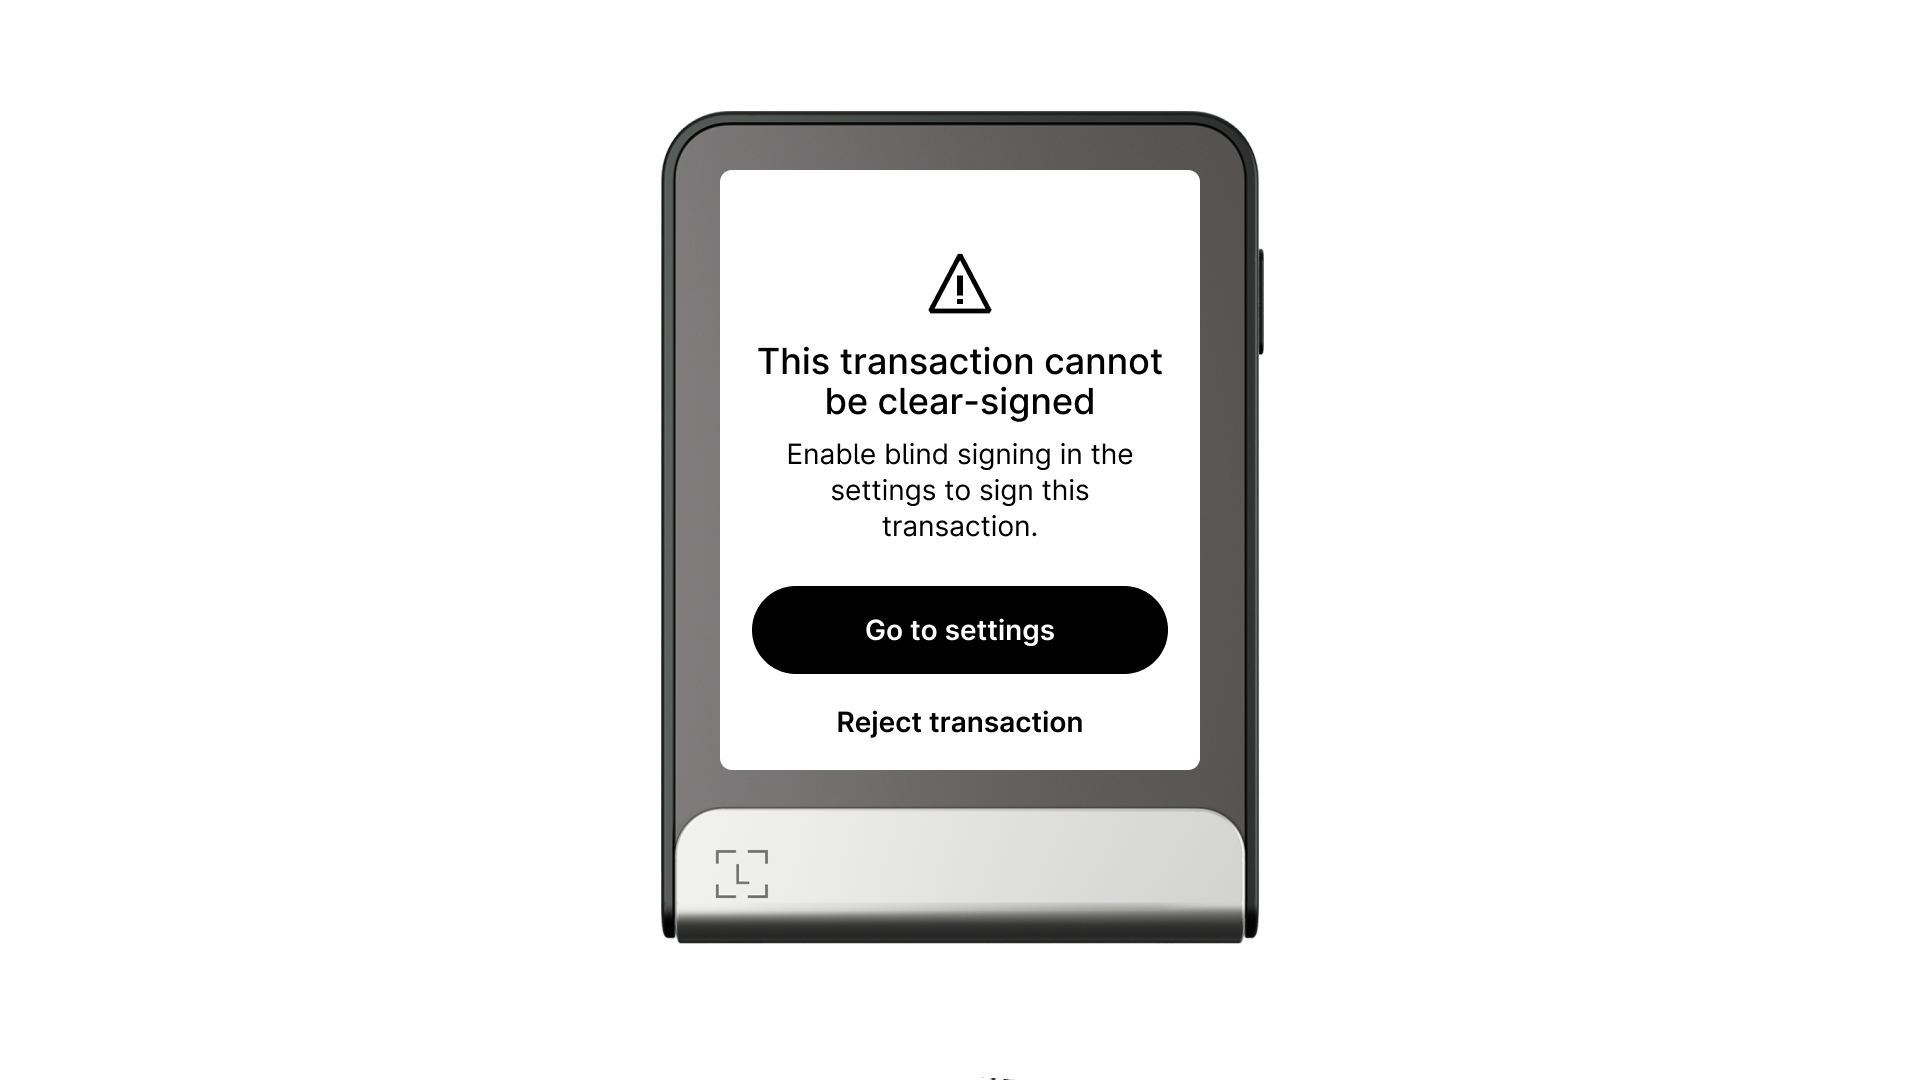 This transaction cannot
be clear-signed
Enable blind signing in the
settings to sign this
transaction.
Go to settings
Reject transaction
L